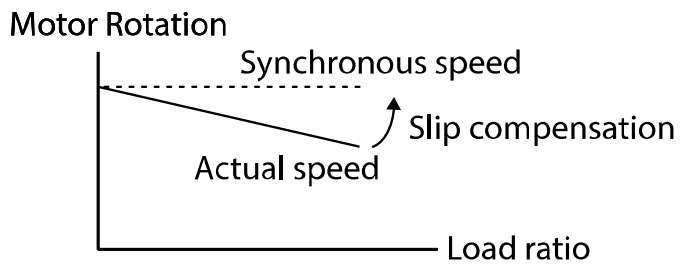 Motor Rotation
Synchronous speed
Slip compensation
Actual speed
Load ratio